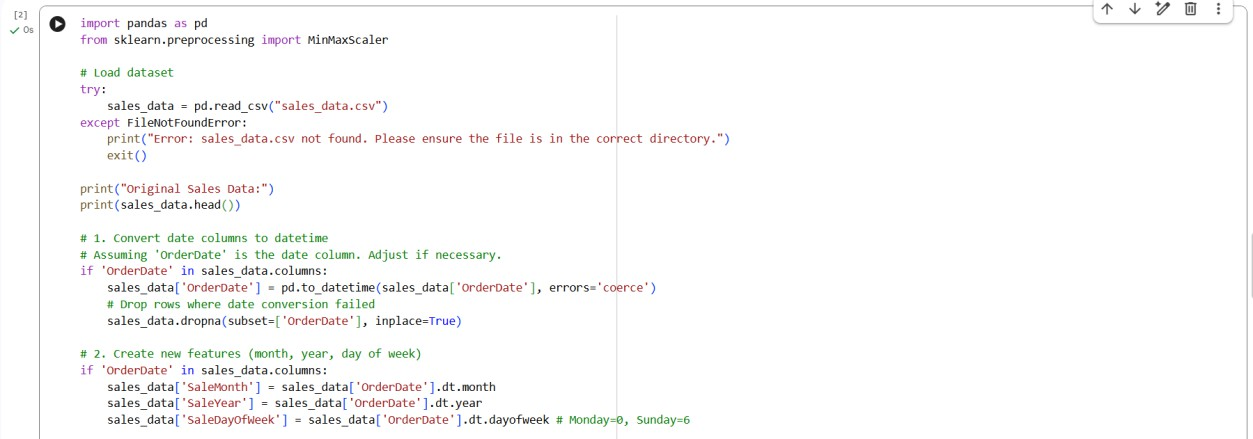 [2]
0s
import pandas as pd
from sklearn.preprocessing import MinMaxScaler
# Load dataset
try:
    sales_data = pd.read_csv("sales_data.csv")
except FileNotFoundError:
    print("Error: sales_data.csv not found. Please ensure the file is in the correct directory.")
    exit()
print("Original Sales Data:")
print(sales_data.head())
# 1. Convert date columns to datetime
# Assuming 'OrderDate' is the date column. Adjust if necessary.
if 'OrderDate' in sales_data.columns:
    sales_data['OrderDate'] = pd.to_datetime(sales_data['OrderDate'], errors='coerce')
    # Drop rows where date conversion failed
    sales_data.dropna(subset=['OrderDate'], inplace=True)
# 2. Create new features (month, year, day of week)
if 'OrderDate' in sales_data.columns:
    sales_data['SaleMonth'] = sales_data['OrderDate'].dt.month
    sales_data['SaleYear'] = sales_data['OrderDate'].dt.year
    sales_data['SaleDayOfWeek'] = sales_data['OrderDate'].dt.dayofweek # Monday=0, Sunday=6